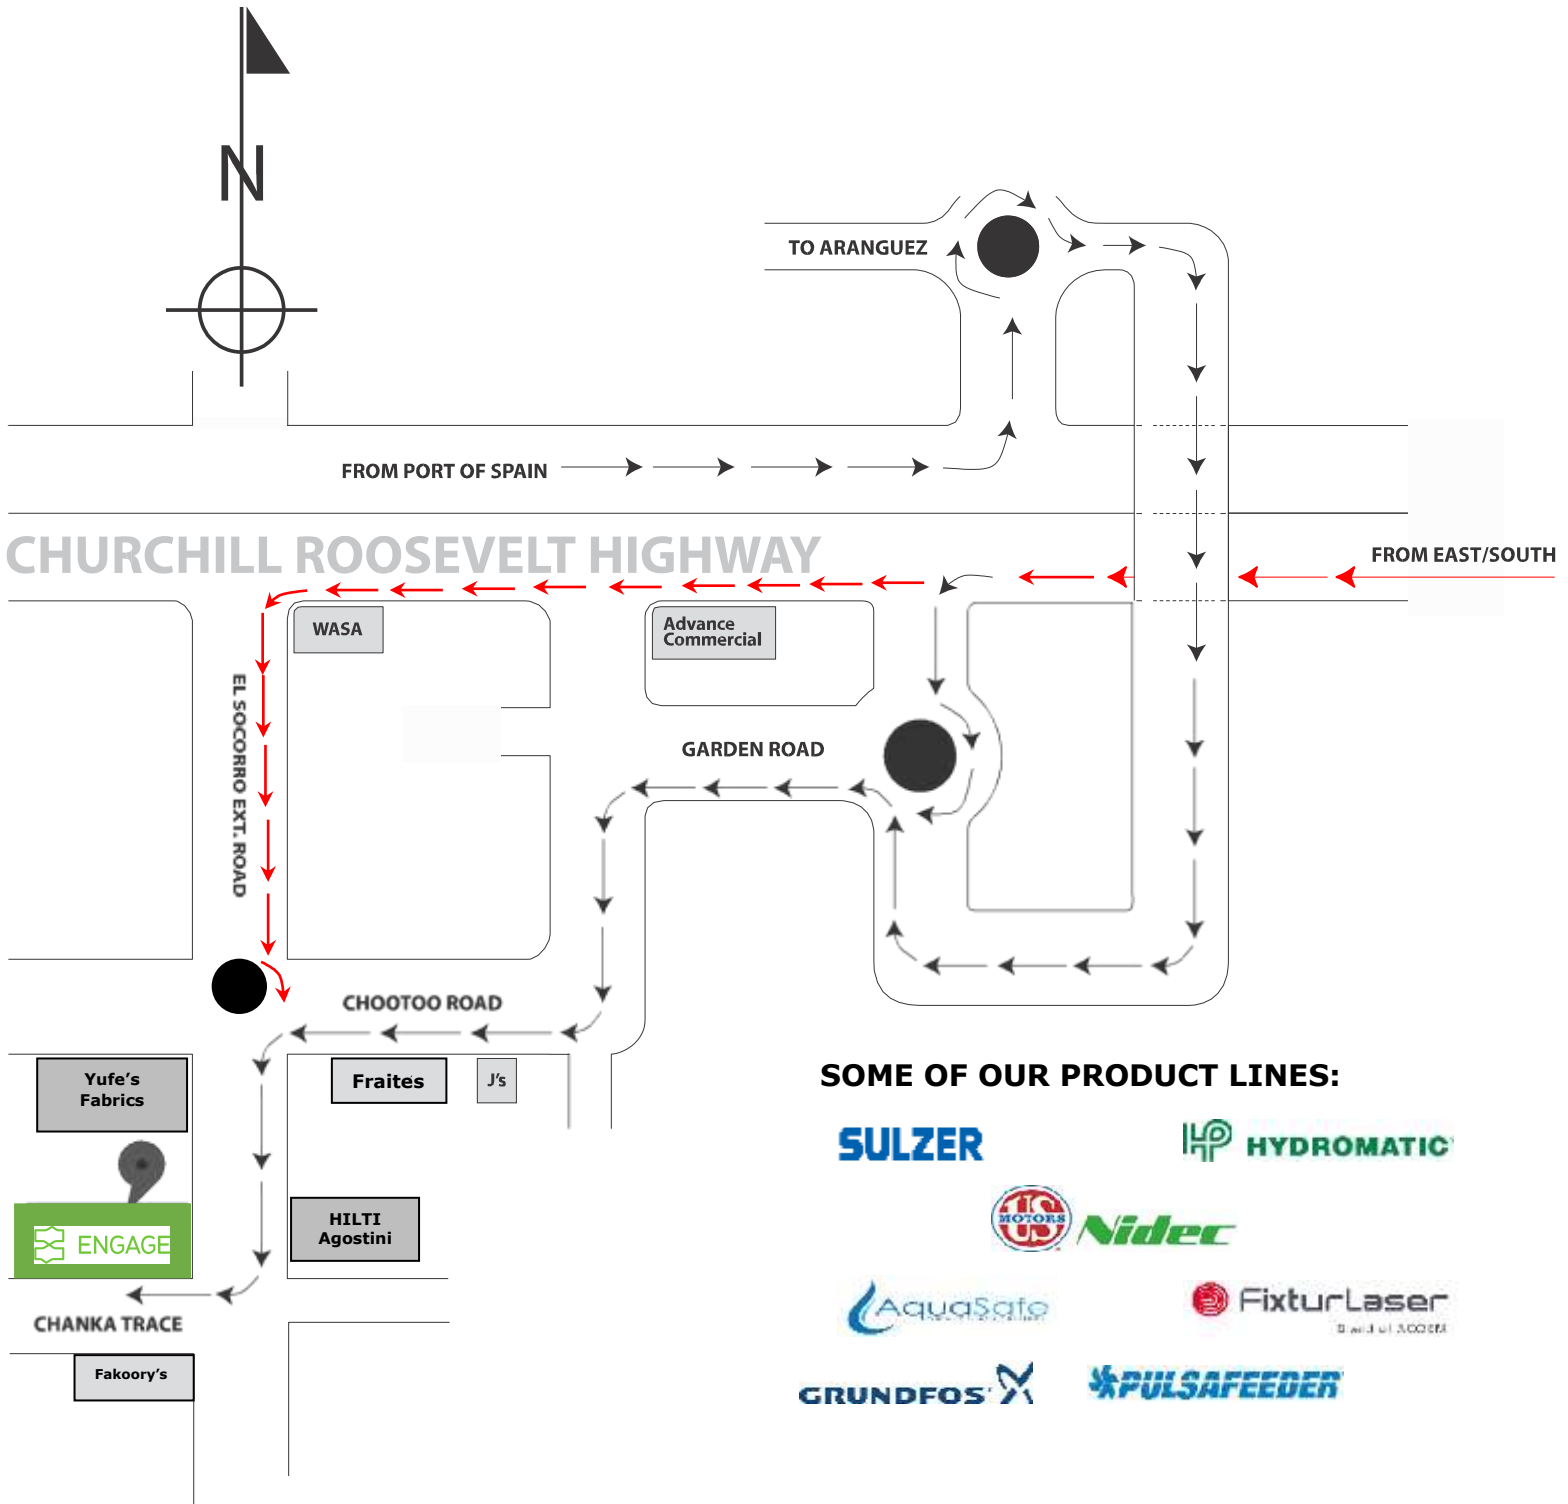 N
TO ARANGUEZ
FROM PORT OF SPAIN
CHURCHILL ROOSEVELT HIGHWAY
FROM EAST/SOUTH
WASA
Advance
Commercial
EL SOCORRO EXT. ROAD
GARDEN ROAD
CHOOTOO ROAD
Yufe's
Fabrics
Fraites
J's
SOME OF OUR PRODUCT LINES:
SULZER
HYDROMATIC
US
MOTORS
Nidec
HILTI
Agostini
ENGAGE
CHANKA TRACE
AquaSafe
FixturLaser
Fakoory's
GRUNDFOS
PULSAFEEDER